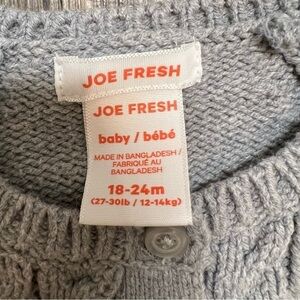 JOE FRESH
JOE FRESH
baby / bébé
MADE IN BANGLADESH /
FABRIQUÉ AU
BANGLADESH
18-24m
(27-30lb / 12-14kg)